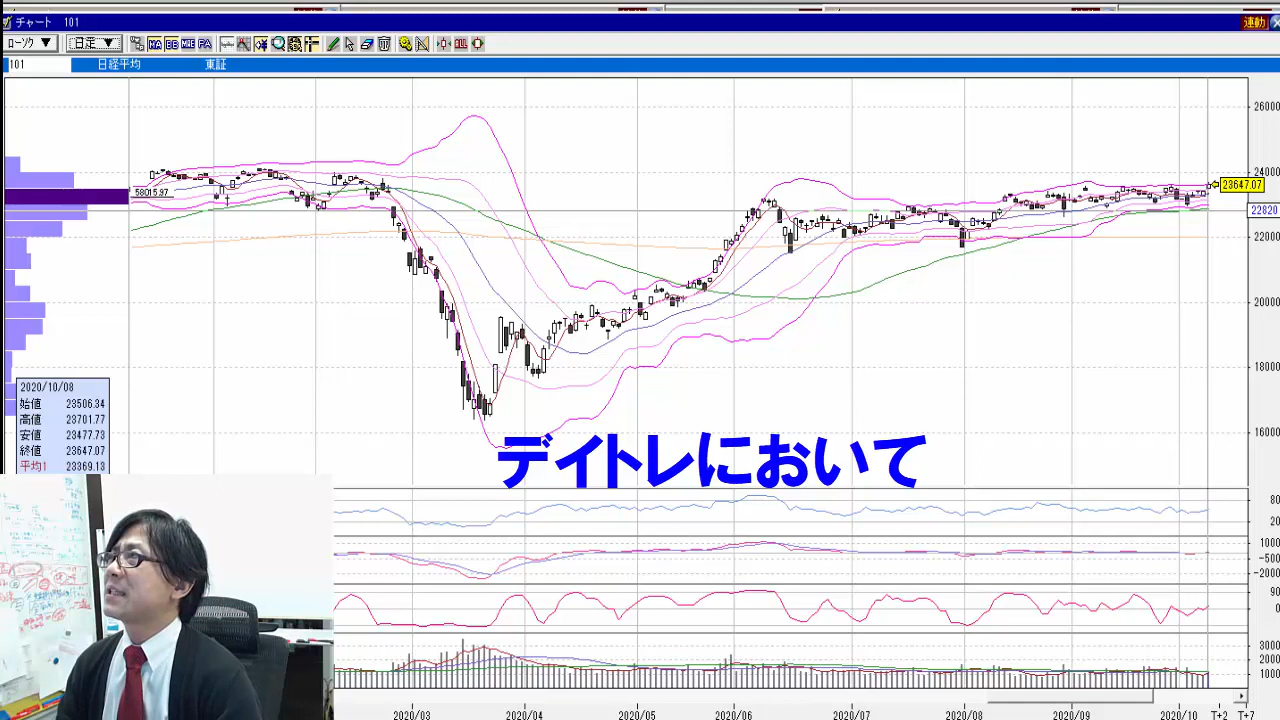 チャート 101
連動
ローソク
日足
MA BB MRE FA
101 日経平均 東証
26000
24000
58015.97
23647.07
22820
22000
20000
18000
16000
2020/10/08
始値 23506.34
高値 23701.77
安値 23477.73
終値 23647.07
平均1 23369.13
デイトレにおいて
80
20
1000
-500
-2000
90
0
3000
2000
1000
2020/03 2020/04 2020/05 2020/06 2020/07 2020/08 2020/09 2020/10 T+2 T+7